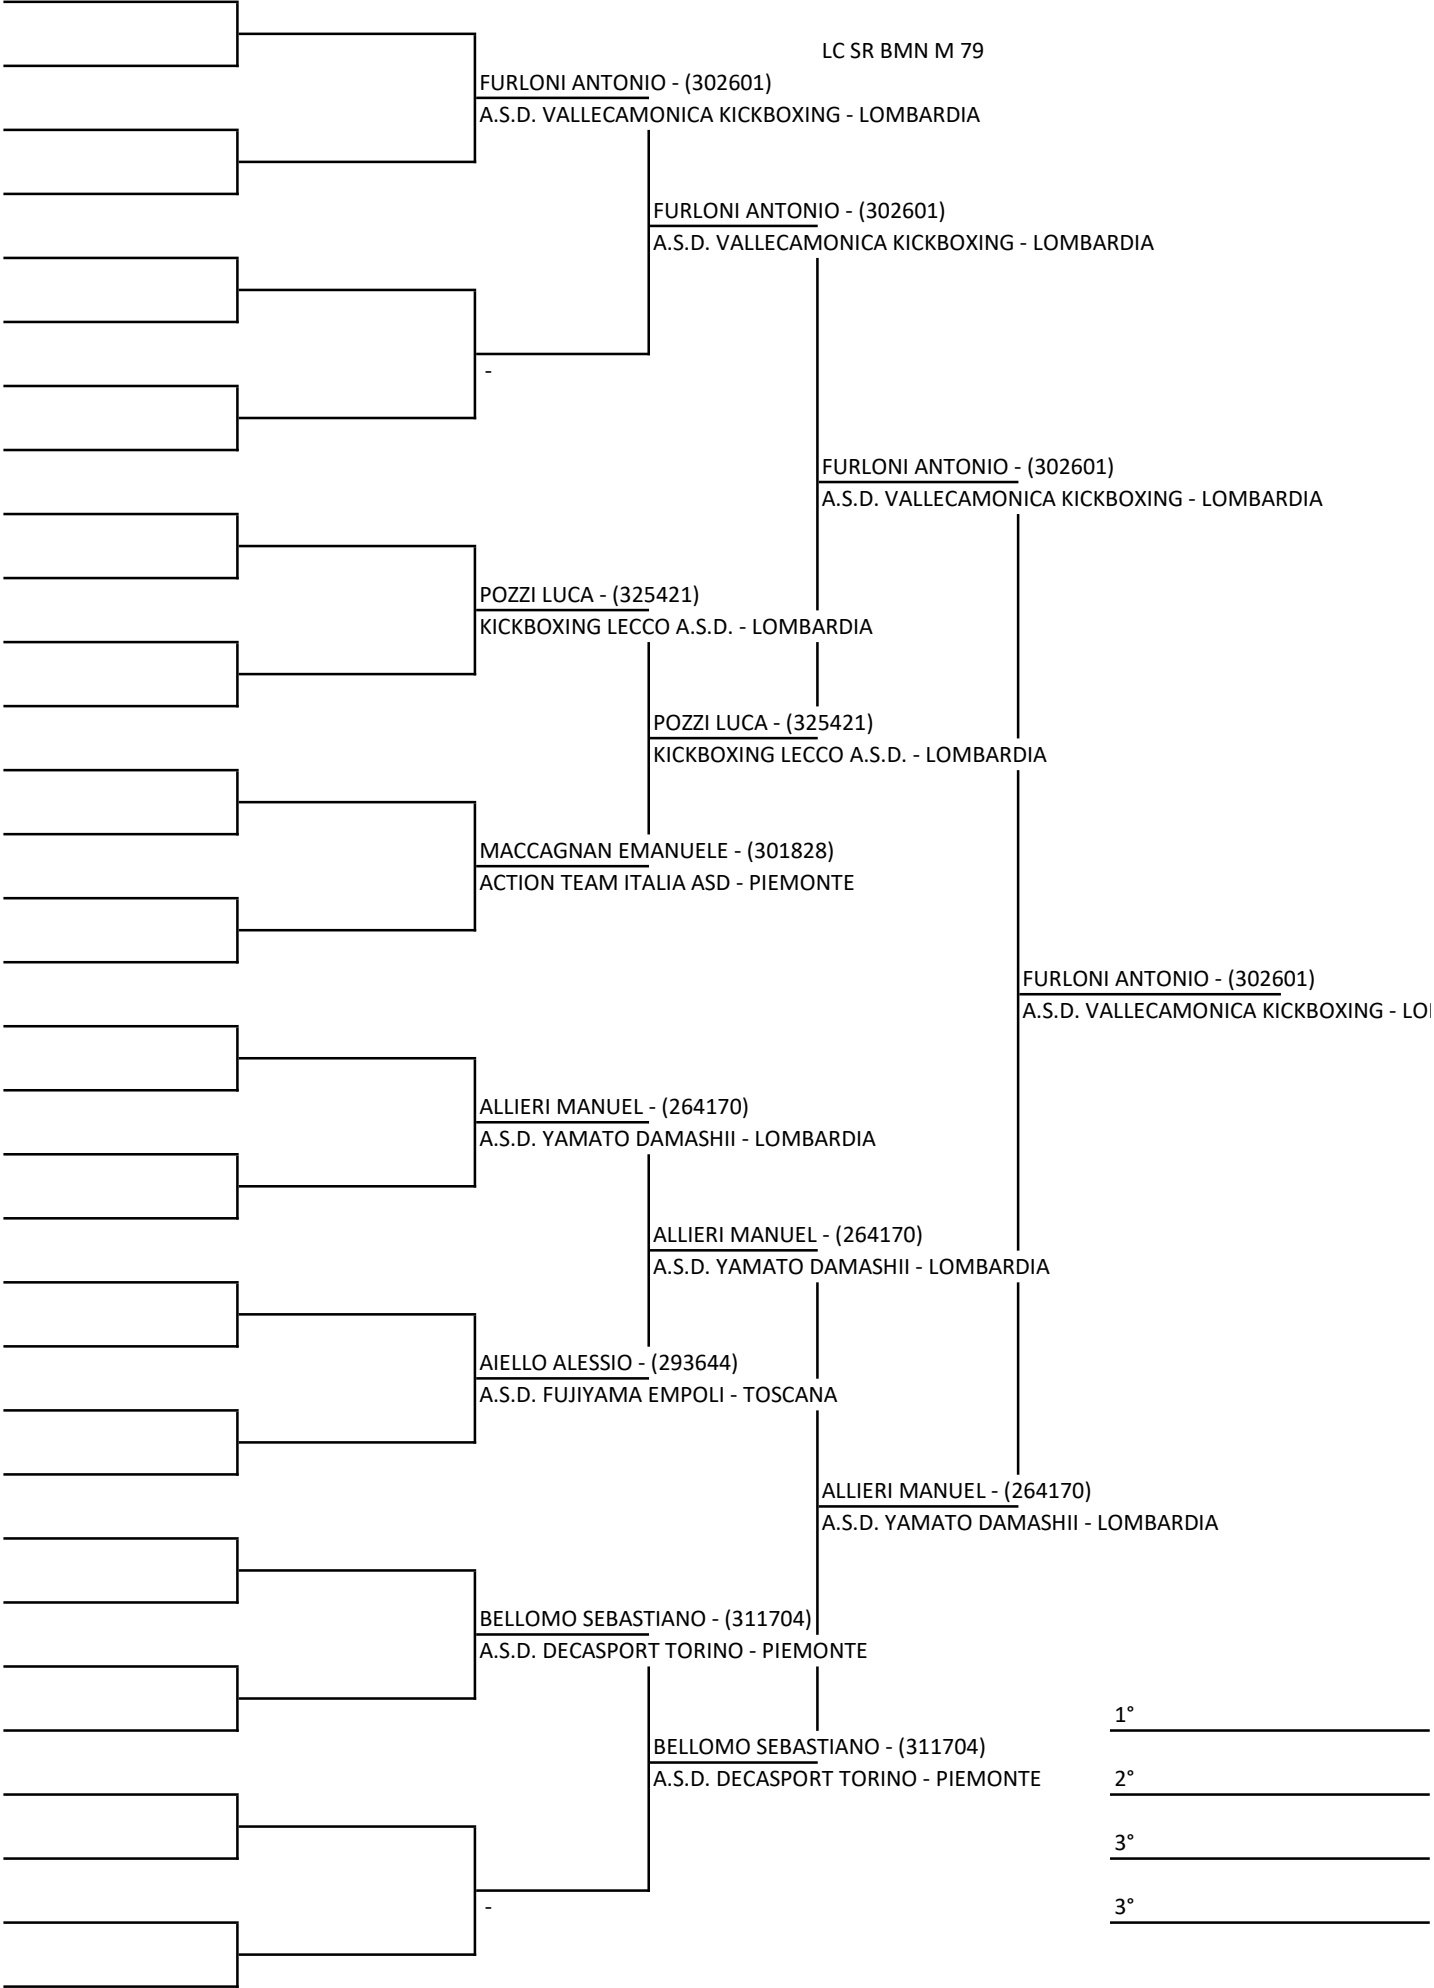 LC SR BMN M 79
FURLONI ANTONIO - (302601)
A.S.D. VALLECAMONICA KICKBOXING - LOMBARDIA
FURLONI ANTONIO - (302601)
A.S.D. VALLECAMONICA KICKBOXING - LOMBARDIA
-
FURLONI ANTONIO - (302601)
A.S.D. VALLECAMONICA KICKBOXING - LOMBARDIA
POZZI LUCA - (325421)
KICKBOXING LECCO A.S.D. - LOMBARDIA
POZZI LUCA - (325421)
KICKBOXING LECCO A.S.D. - LOMBARDIA
MACCAGNAN EMANUELE - (301828)
ACTION TEAM ITALIA ASD - PIEMONTE
FURLONI ANTONIO - (302601)
A.S.D. VALLECAMONICA KICKBOXING - LO
ALLIERI MANUEL - (264170)
A.S.D. YAMATO DAMASHII - LOMBARDIA
ALLIERI MANUEL - (264170)
A.S.D. YAMATO DAMASHII - LOMBARDIA
AIELLO ALESSIO - (293644)
A.S.D. FUJIYAMA EMPOLI - TOSCANA
ALLIERI MANUEL - (264170)
A.S.D. YAMATO DAMASHII - LOMBARDIA
BELLOMO SEBASTIANO - (311704)
A.S.D. DECASPORT TORINO - PIEMONTE
1°
BELLOMO SEBASTIANO - (311704)
A.S.D. DECASPORT TORINO - PIEMONTE
2°
3°
-
3°